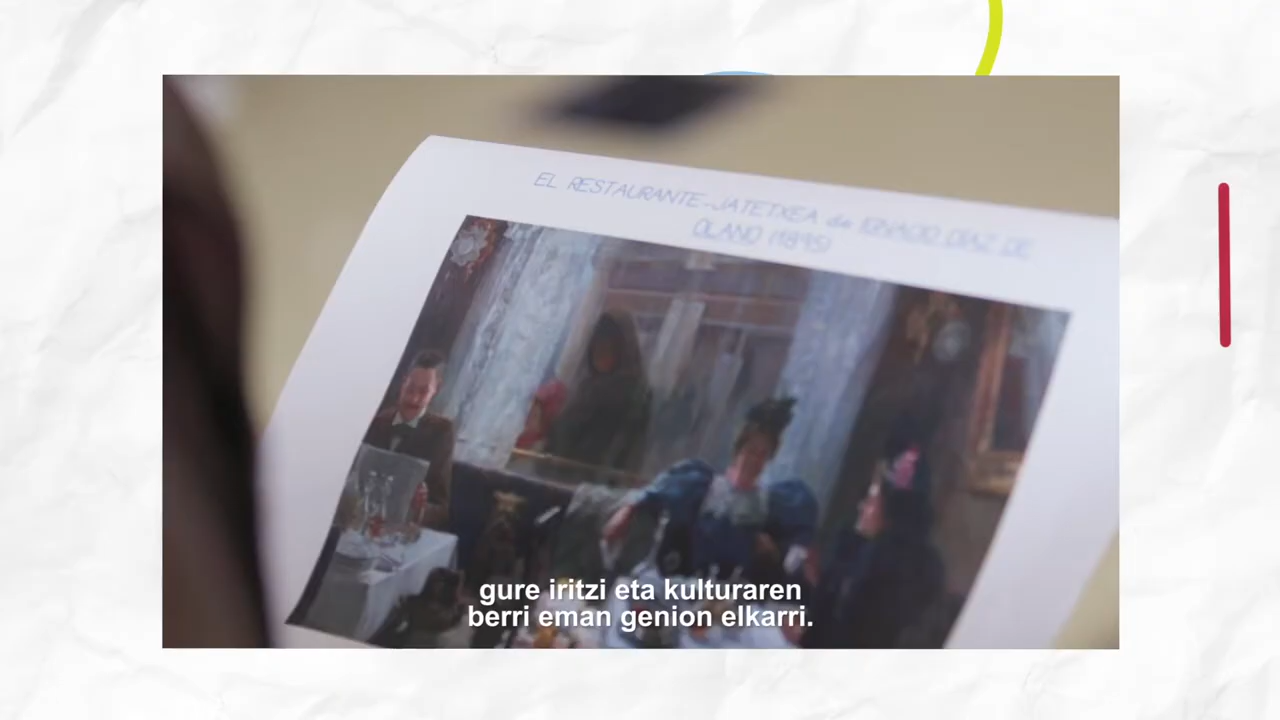 EL RESTAURANTE-JATETXEA de IGNACIO DIAZ DE
OLANO (1895)
gure iritzi eta kulturaren
berri eman genion elkarri.